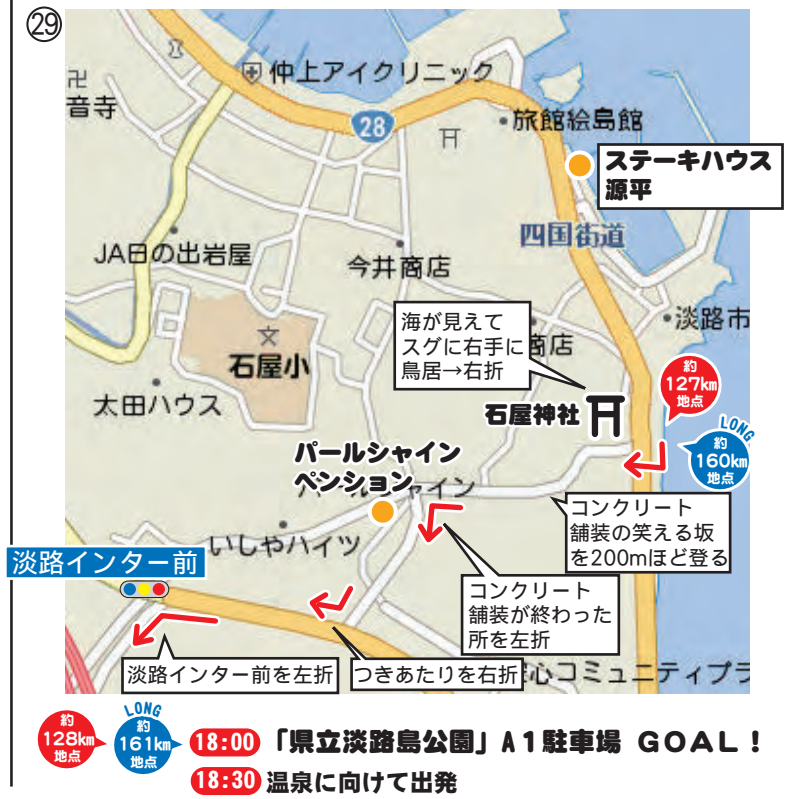 ㉙
卍
音寺
仲上アイクリニック
28
旅館絵島館
ステーキハウス
源平
四国街道
JA日の出岩屋
今井商店
海が見えて
スグに右手に
鳥居→右折
商店
淡路市
文
石屋小
太田ハウス
石屋神社
約
127km
地点
LONG
約
160km
地点
パールシャイン
ペンション
パールシャイン
コンクリート
舗装の笑える坂
を200mほど登る
いしやハイツ
淡路インター前
コンクリート
舗装が終わった
所を左折
淡路インター前を左折
つきあたりを右折
心コミュニティプラ
約
128km
地点
LONG
約
161km
地点
18:00 「県立淡路島公園」A1駐車場 GOAL！
18:30 温泉に向けて出発